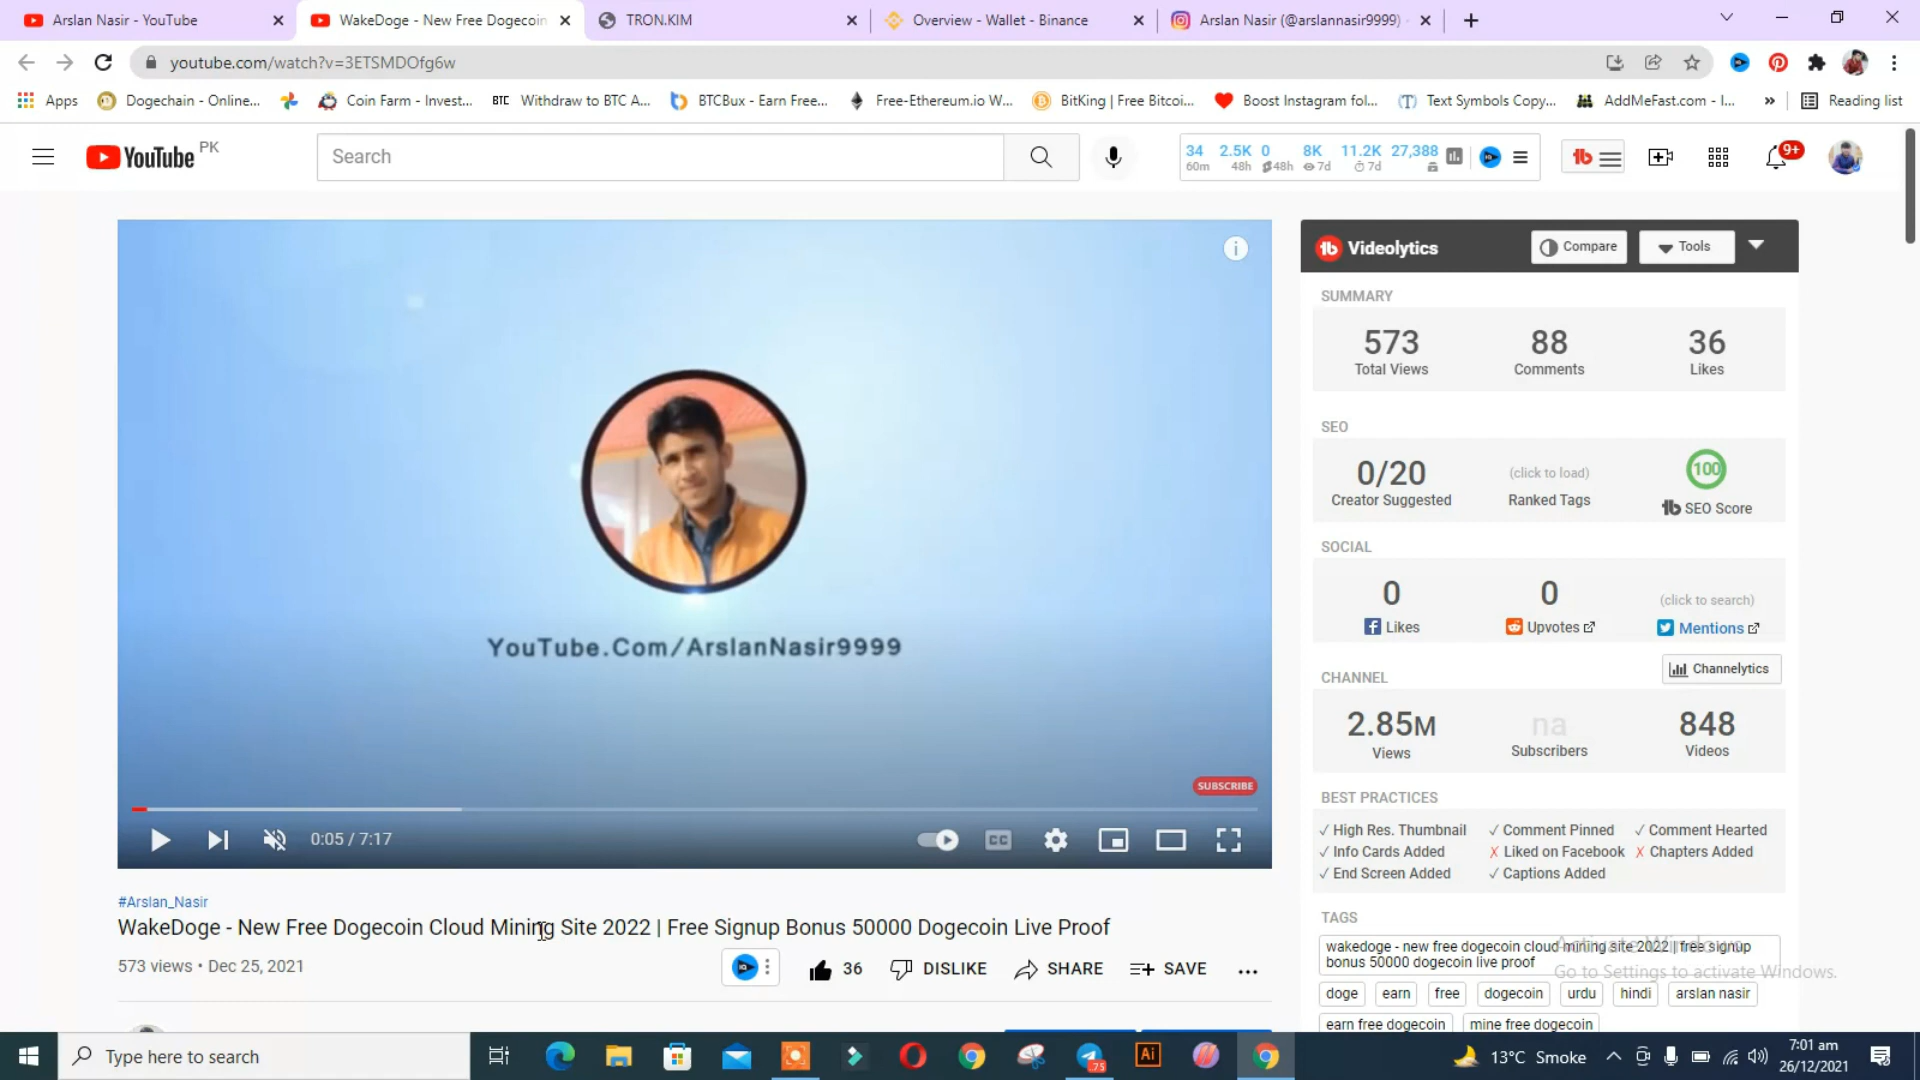 Arslan Nasir - YouTube
WakeDoge - New Free Dogecoin
TRON.KIM
Overview - Wallet - Binance
Arslan Nasir (@arslannasir9999)
youtube.com/watch?v=3ETSMDOfg6w
Apps
Dogechain - Online...
Coin Farm - Invest...
BTC Withdraw to BTC A...
BTCBux - Earn Free...
Free-Ethereum.io W...
BitKing | Free Bitcoi...
Boost Instagram fol...
(T) Text Symbols Copy...
AddMeFast.com - I...
»
Reading list
YouTube PK
Search
34 2.5K 0 8K 11.2K 27,388
60m 48h 48h 7d 7d
9+
YouTube.Com/ArslanNasir9999
SUBSCRIBE
0:05 / 7:17
CC
#Arslan_Nasir
WakeDoge - New Free Dogecoin Cloud Mining Site 2022 | Free Signup Bonus 50000 Dogecoin Live Proof
573 views • Dec 25, 2021
36 DISLIKE SHARE SAVE ...
Videolytics Compare Tools
SUMMARY
573 88 36
Total Views Comments Likes
SEO
0/20 (click to load) 100
Creator Suggested Ranked Tags SEO Score
SOCIAL
0 0 (click to search)
Likes Upvotes Mentions
CHANNEL Channelytics
2.85M na 848
Views Subscribers Videos
BEST PRACTICES
✓ High Res. Thumbnail ✓ Comment Pinned ✓ Comment Hearted
✓ Info Cards Added ✗ Liked on Facebook ✗ Chapters Added
✓ End Screen Added ✓ Captions Added
TAGS
wakedoge - new free dogecoin cloud mining site 2022 | free signup
bonus 50000 dogecoin live proof
Activate Windows
Go to Settings to activate Windows.
doge earn free dogecoin urdu hindi arslan nasir
earn free dogecoin mine free dogecoin
Type here to search
.75
Ai
13°C Smoke
7:01 am
26/12/2021